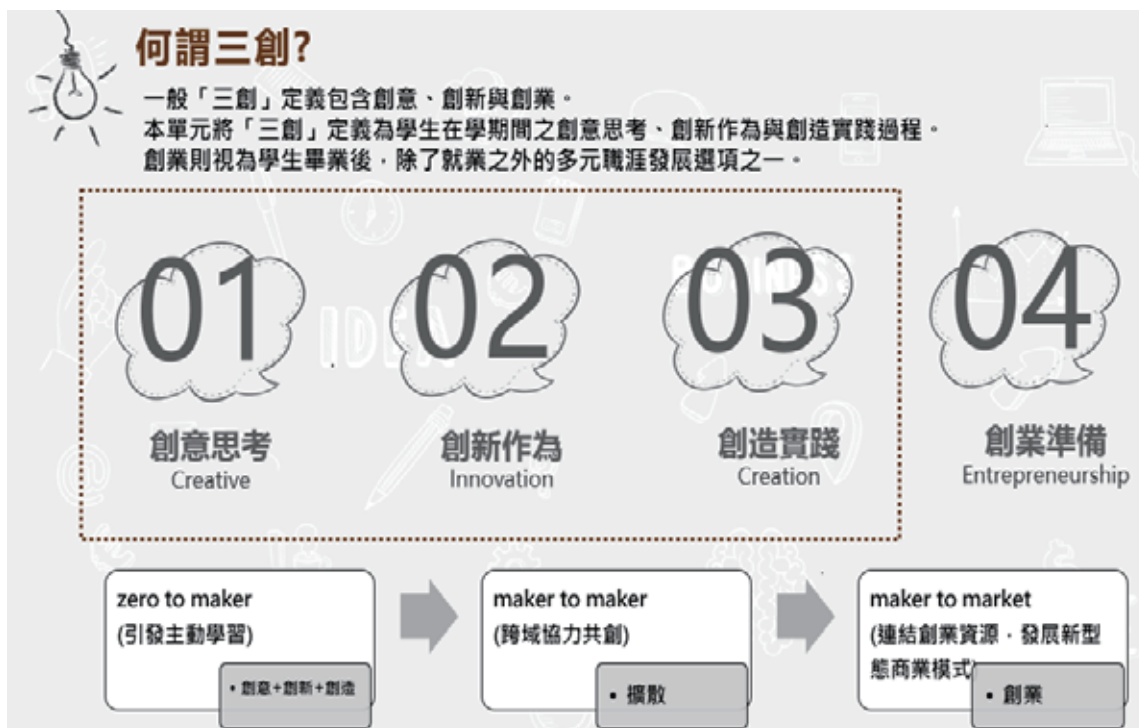 何謂三創?
一般「三創」定義包含創意、創新與創業。
本單元將「三創」定義為學生在學期間之創意思考、創新作為與創造實踐過程。
創業則視為學生畢業後,除了就業之外的多元職涯發展選項之一。
IDEA
01
02
03
04
創意思考
Creative
創新作為
Innovation
創造實踐
Creation
創業準備
Entrepreneurship
zero to maker
(引發主動學習)
• 創意+創新+創造
maker to maker
(跨域協力共創)
• 擴散
maker to market
(連結創業資源,發展新型
態商業模式)
• 創業